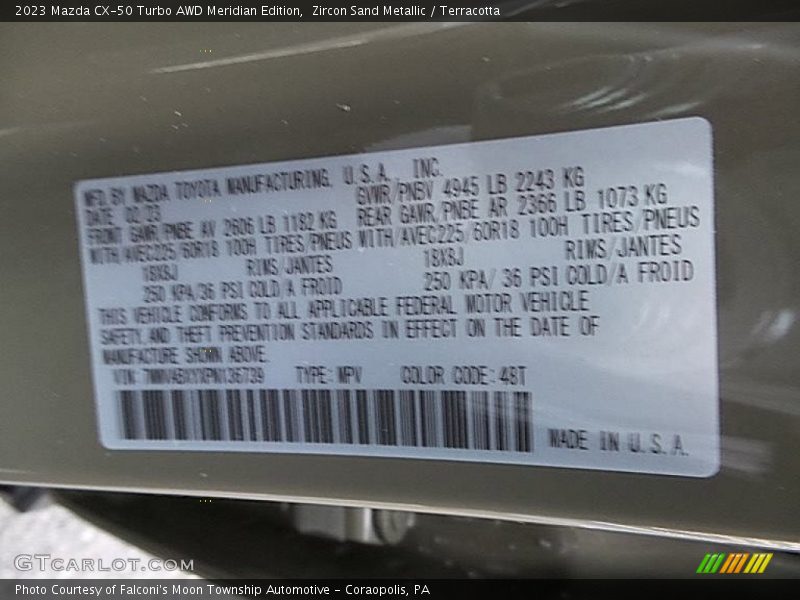 2023 Mazda CX-50 Turbo AWD Meridian Edition,  Zircon Sand Metallic / Terracotta
MFD BY MAZDA TOYOTA MANUFACTURING, U.S.A., INC.
DATE 02/23 GVWR/PNBV 4945 LB 2243 KG
FRONT GAWR/PNBE AV 2606 LB 1182 KG REAR GAWR/PNBE AR 2366 LB 1073 KG
WITH/AVEC225/60R18 100H TIRES/PNEUS WITH/AVEC225/60R18 100H TIRES/PNEUS
18X8J RIMS/JANTES 18X8J RIMS/JANTES
250 KPA/36 PSI COLD/A FROID 250 KPA/ 36 PSI COLD/A FROID
THIS VEHICLE CONFORMS TO ALL APPLICABLE FEDERAL MOTOR VEHICLE
SAFETY AND THEFT PREVENTION STANDARDS IN EFFECT ON THE DATE OF
MANUFACTURE SHOWN ABOVE.
VIN: TYPE: MPV COLOR CODE: 48T
MADE IN U.S.A.
GTcarlot.com
Photo Courtesy of Falconi's Moon Township Automotive - Coraopolis, PA